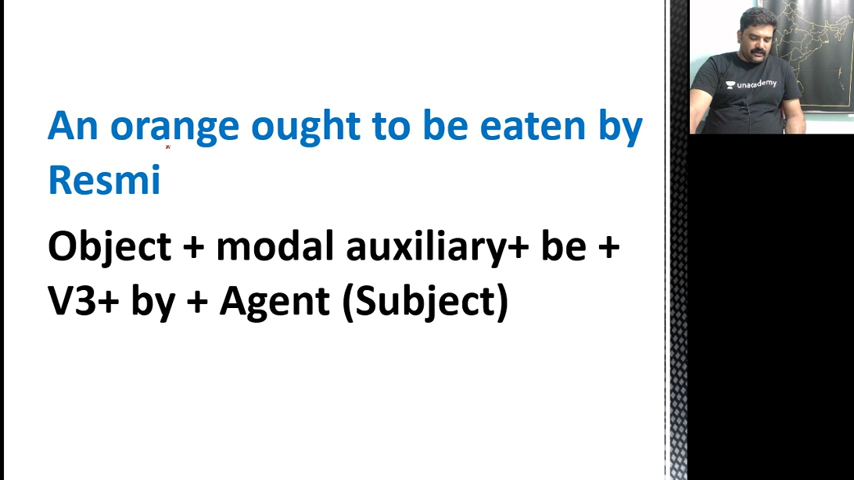 An orange ought to be eaten by
Resmi
Object + modal auxiliary+ be +
V3+ by + Agent (Subject)
unacademy